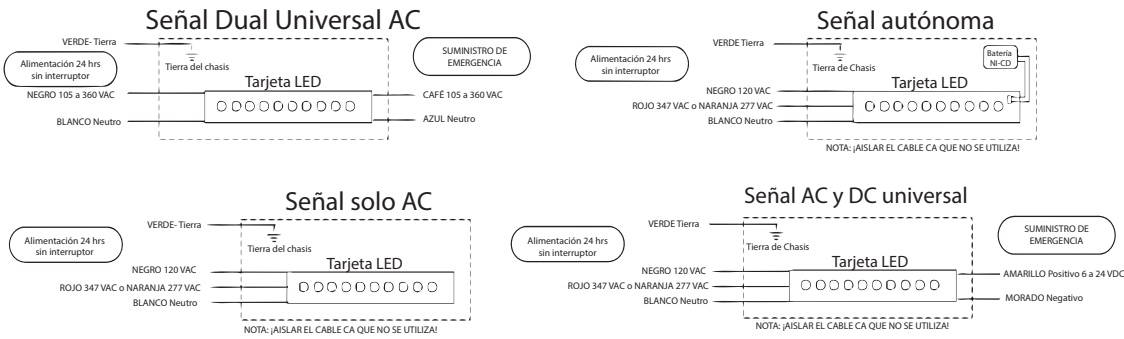 Señal Dual Universal AC
VERDE- Tierra
Alimentación 24 hrs
sin interruptor
Tierra del chasis
SUMINISTRO DE
EMERGENCIA
Tarjeta LED
NEGRO 105 a 360 VAC
CAFÉ 105 a 360 VAC
BLANCO Neutro
AZUL Neutro
Señal autónoma
VERDE Tierra
Alimentación 24 hrs
sin interruptor
Tierra de Chasis
Batería
NI-CD
Tarjeta LED
NEGRO 120 VAC
ROJO 347 VAC o NARANJA 277 VAC
BLANCO Neutro
NOTA: ¡AISLAR EL CABLE CA QUE NO SE UTILIZA!
Señal solo AC
VERDE- Tierra
Alimentación 24 hrs
sin interruptor
Tierra del chasis
Tarjeta LED
NEGRO 120 VAC
ROJO 347 VAC o NARANJA 277 VAC
BLANCO Neutro
NOTA: ¡AISLAR EL CABLE CA QUE NO SE UTILIZA!
Señal AC y DC universal
VERDE Tierra
Alimentación 24 hrs
sin interruptor
Tierra de Chasis
SUMINISTRO DE
EMERGENCIA
Tarjeta LED
NEGRO 120 VAC
AMARILLO Positivo 6 a 24 VDC
ROJO 347 VAC o NARANJA 277 VAC
BLANCO Neutro
MORADO Negativo
NOTA: ¡AISLAR EL CABLE CA QUE NO SE UTILIZA!